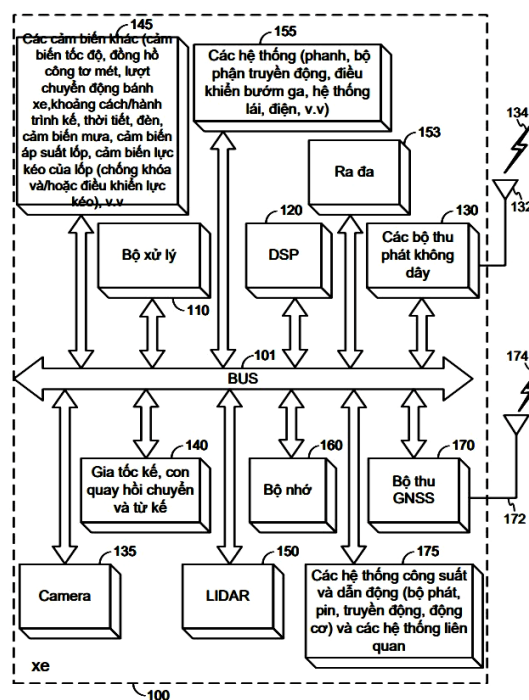 145
Các cảm biến khác (cảm
biến tốc độ, đồng hồ
công tơ mét, lượt
chuyển động bánh
xe,khoảng cách/hành
trình kế, thời tiết, đèn,
cảm biến mưa, cảm biến
áp suất lốp, cảm biến lực
kéo của lốp (chống khóa
và/hoặc điều khiển lực
kéo), v.v
155
Các hệ thống (phanh, bộ
phận truyền động, điều
khiển bướm ga, hệ thống
lái, điện, v.v)
153
Ra đa
134
132
Bộ xử lý
110
120
DSP
130
Các bộ thu
phát không
dây
101
BUS
174
140
Gia tốc kế, con
quay hồi chuyển
và từ kế
160
Bộ nhớ
170
Bộ thu
GNSS
172
135
Camera
150
LIDAR
175
Các hệ thống công suất
và dẫn động (bộ phát,
pin, truyền động, động
cơ) và các hệ thống liên
quan
xe
100